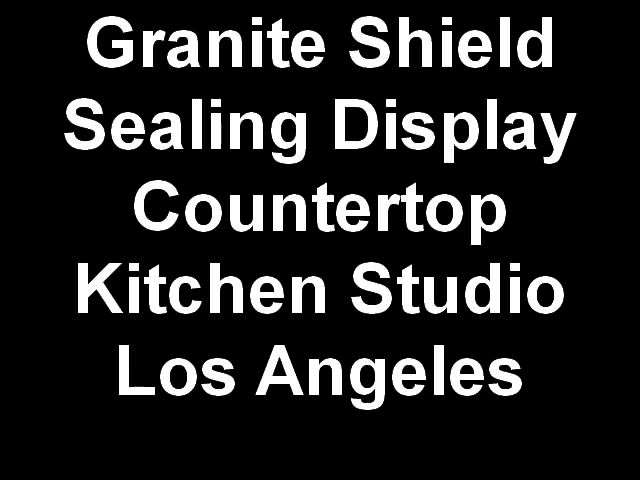 Granite Shield
Sealing Display
Countertop
Kitchen Studio
Los Angeles